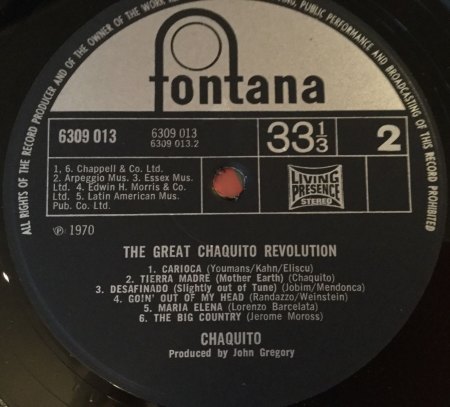 ALL RIGHTS OF THE RECORD PRODUCER AND OF THE OWNER OF THE WORK
PUBLIC PERFORMANCE AND BROADCASTING OF THIS RECORD PROHIBITED
fontana
6309 013
6309 013
6309 013.2
33⅓
2
1, 6. Chappell & Co. Ltd.
2. Arpeggio Mus. 3. Essex Mus.
Ltd. 4. Edwin H. Morris & Co.
Ltd. 5. Latin American Mus.
Pub. Co. Ltd.
LIVING
PRESENCE
STEREO
℗ 1970
THE GREAT CHAQUITO REVOLUTION
1. CARIOCA (Youmans/Kahn/Eliscu)
2. TIERRA MADRE (Mother Earth) (Chaquito)
3. DESAFINADO (Slightly out of Tune) (Jobim/Mendonca)
4. GOIN' OUT OF MY HEAD (Randazzo/Weinstein)
5. MARIA ELENA (Lorenzo Barcelata)
6. THE BIG COUNTRY (Jerome Moross)
CHAQUITO
Produced by John Gregory